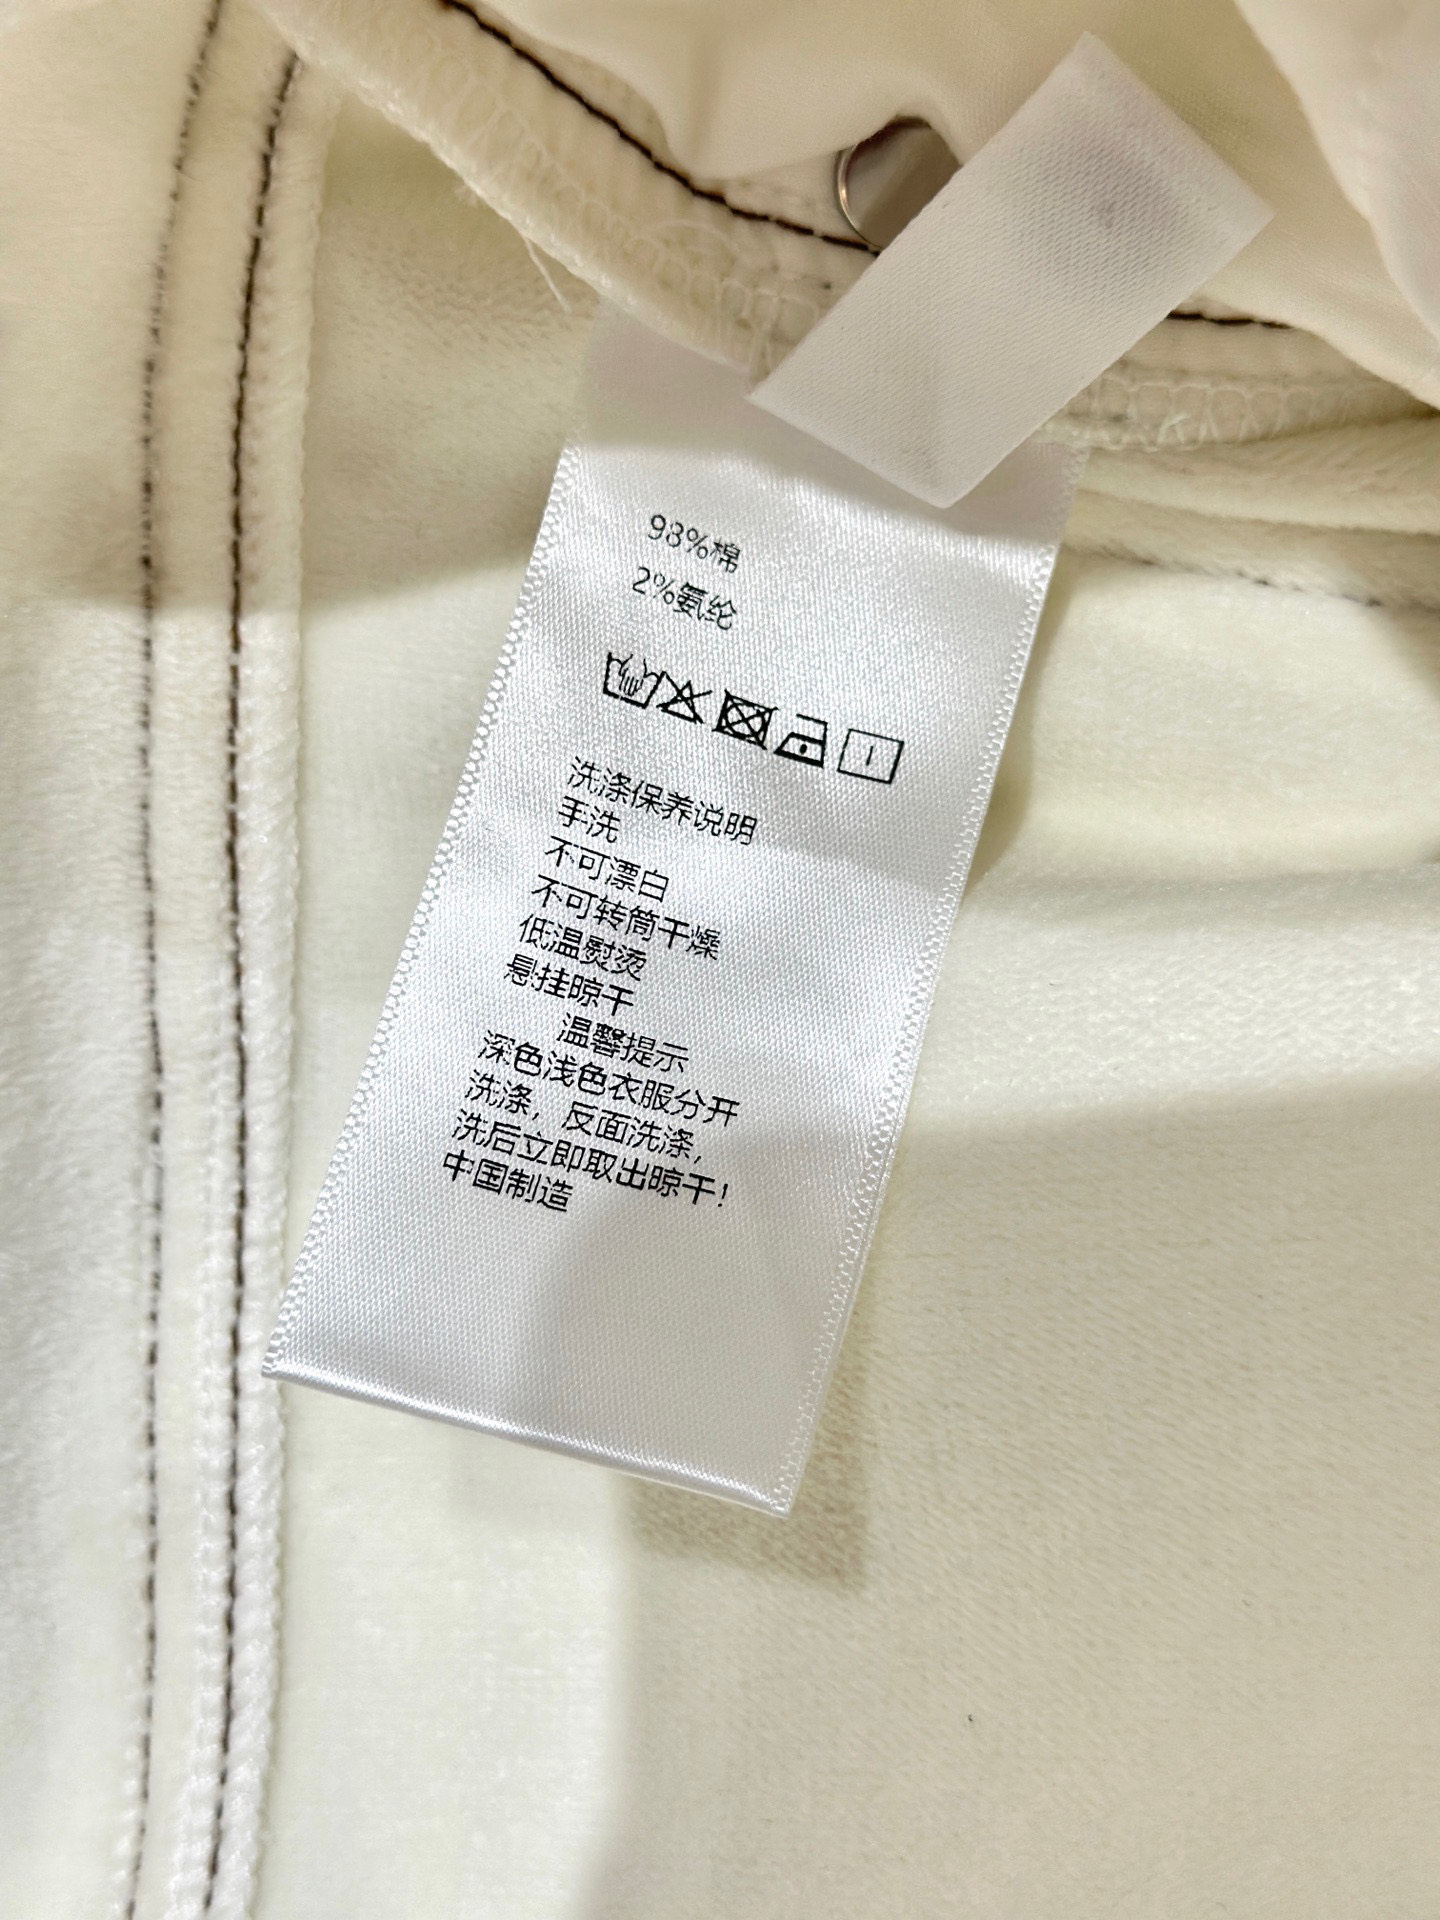 98%棉
2%氨纶
洗涤保养说明
手洗
不可漂白
不可转筒干燥
低温熨烫
悬挂晾干
温馨提示
深色浅色衣服分开
洗涤，反面洗涤，
洗后立即取出晾干！
中国制造